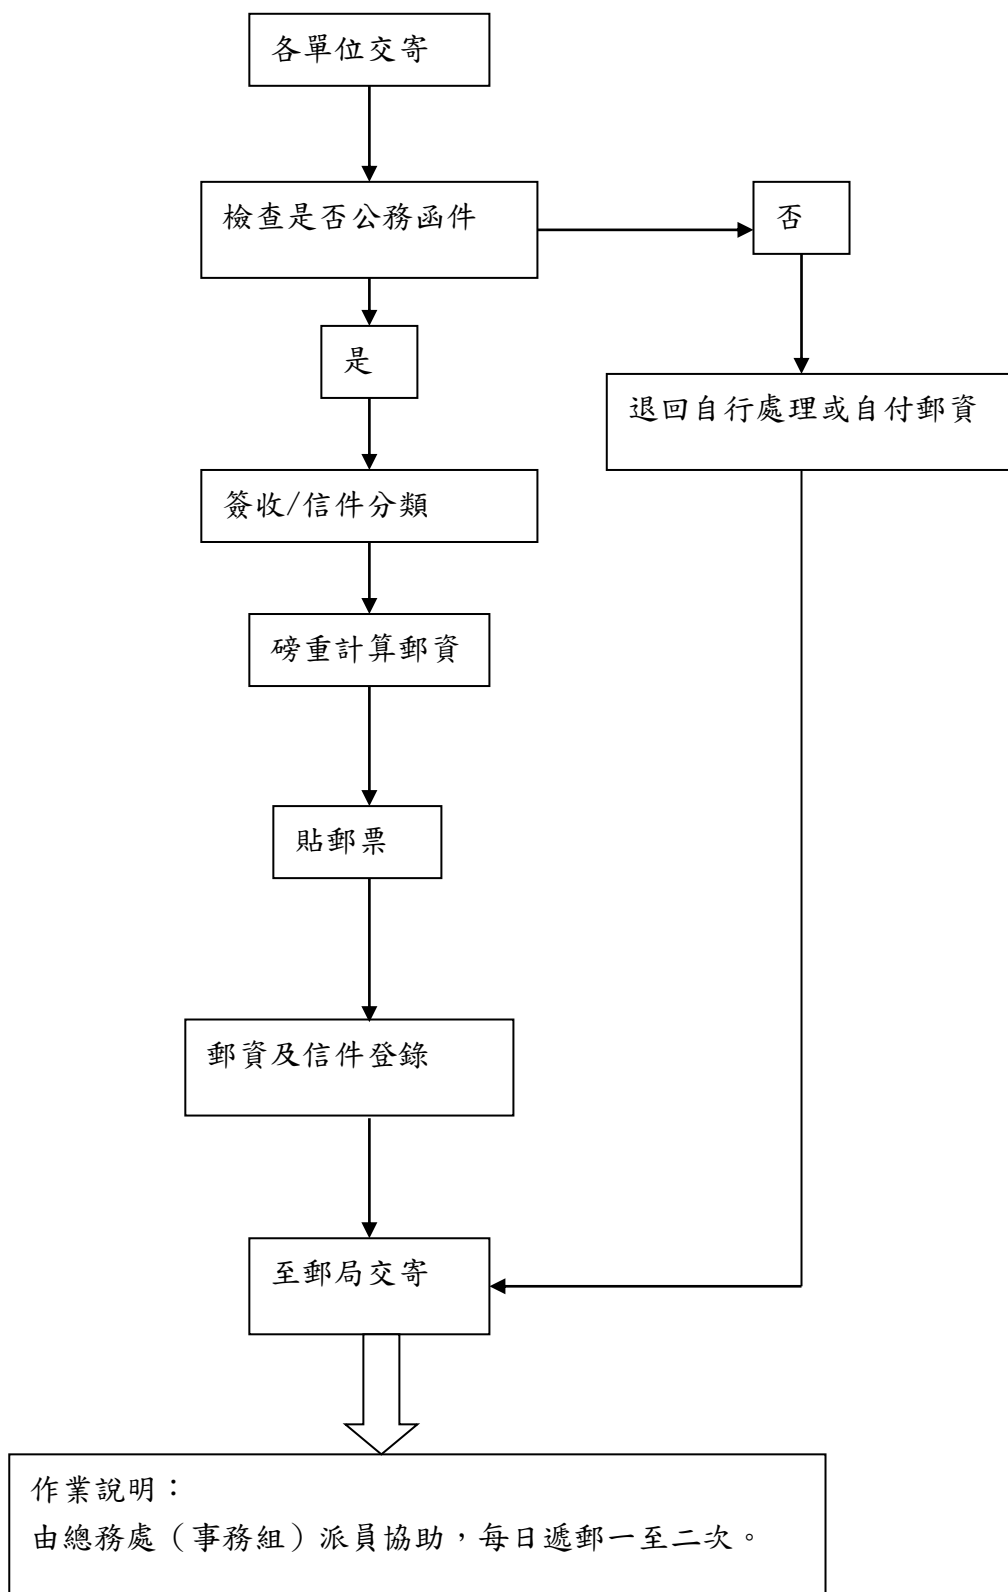 各單位交寄
檢查是否公務函件
否
是
退回自行處理或自付郵資
簽收/信件分類
磅重計算郵資
貼郵票
郵資及信件登錄
至郵局交寄
作業說明：
由總務處（事務組）派員協助，每日遞郵一至二次。